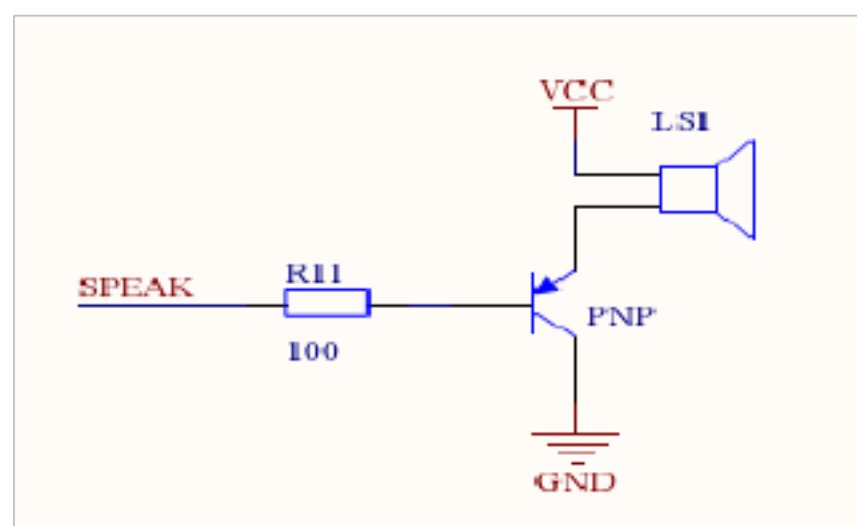 VCC
LS1
SPEAK
R11
PNP
100
GND